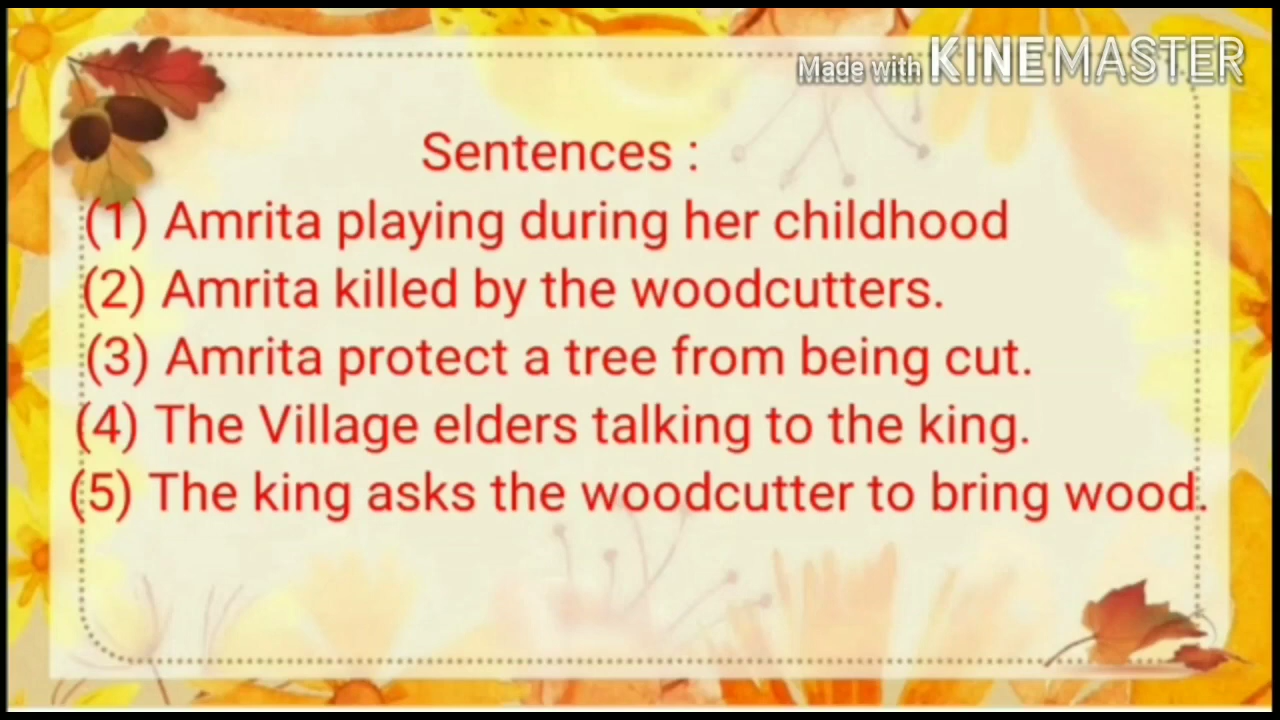 Made with KINEMASTER
Sentences :
(1) Amrita playing during her childhood
(2) Amrita killed by the woodcutters.
(3) Amrita protect a tree from being cut.
(4) The Village elders talking to the king.
(5) The king asks the woodcutter to bring wood.